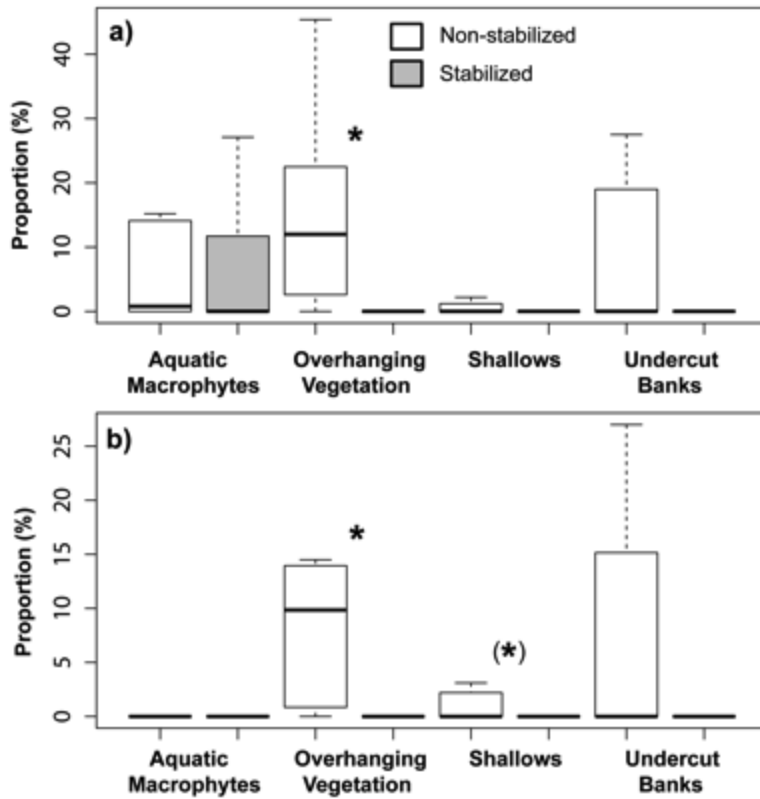 a)
Non-stabilized
Stabilized
Proportion (%)
40
30
20
10
0
Aquatic Macrophytes
Overhanging Vegetation
*
Shallows
Undercut Banks
b)
Proportion (%)
25
20
15
10
5
0
*
(*)
Aquatic Macrophytes
Overhanging Vegetation
Shallows
Undercut Banks